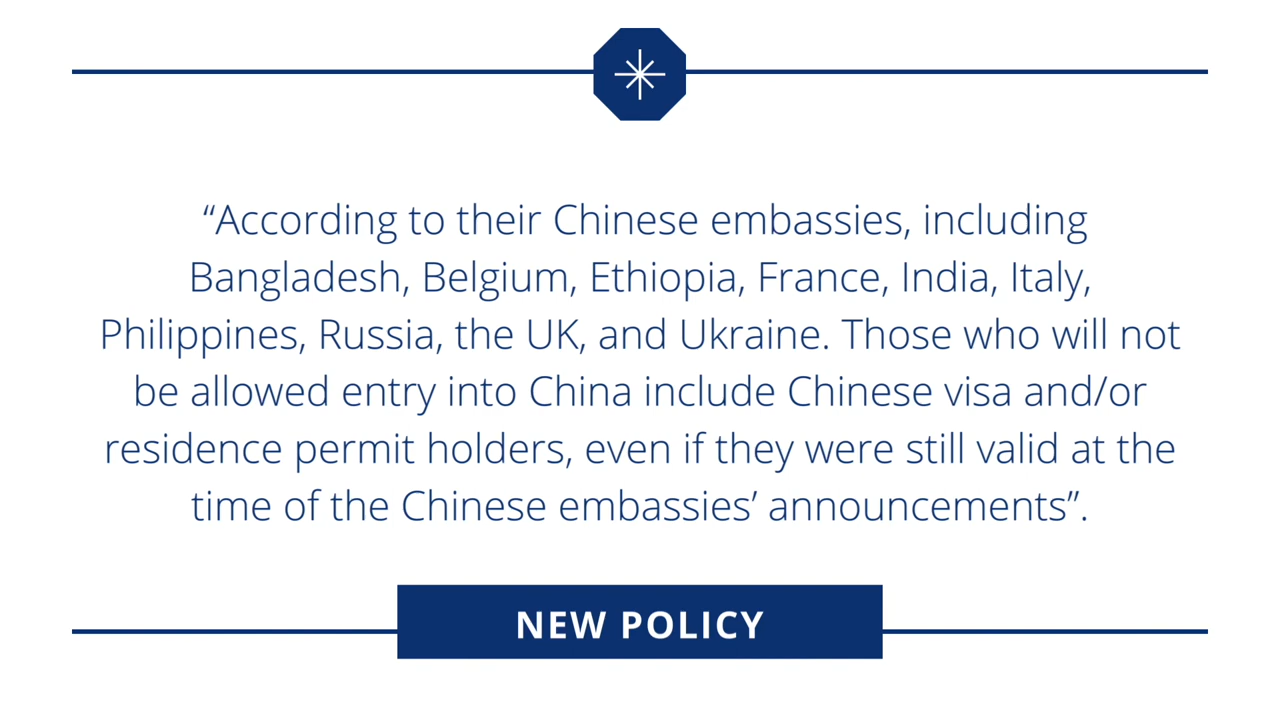 “According to their Chinese embassies, including
Bangladesh, Belgium, Ethiopia, France, India, Italy,
Philippines, Russia, the UK, and Ukraine. Those who will not
be allowed entry into China include Chinese visa and/or
residence permit holders, even if they were still valid at the
time of the Chinese embassies’ announcements”.
NEW POLICY